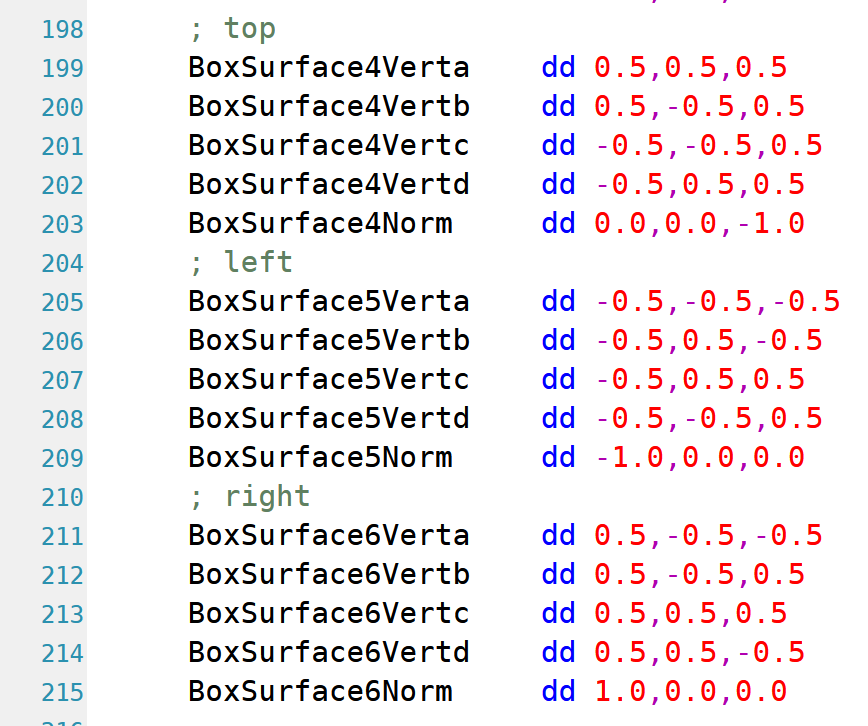 198 ; top
199 BoxSurface4Verta dd 0.5,0.5,0.5
200 BoxSurface4Vertb dd 0.5,-0.5,0.5
201 BoxSurface4Vertc dd -0.5,-0.5,0.5
202 BoxSurface4Vertd dd -0.5,0.5,0.5
203 BoxSurface4Norm dd 0.0,0.0,-1.0
204 ; left
205 BoxSurface5Verta dd -0.5,-0.5,-0.5
206 BoxSurface5Vertb dd -0.5,0.5,-0.5
207 BoxSurface5Vertc dd -0.5,0.5,0.5
208 BoxSurface5Vertd dd -0.5,-0.5,0.5
209 BoxSurface5Norm dd -1.0,0.0,0.0
210 ; right
211 BoxSurface6Verta dd 0.5,-0.5,-0.5
212 BoxSurface6Vertb dd 0.5,-0.5,0.5
213 BoxSurface6Vertc dd 0.5,0.5,0.5
214 BoxSurface6Vertd dd 0.5,0.5,-0.5
215 BoxSurface6Norm dd 1.0,0.0,0.0